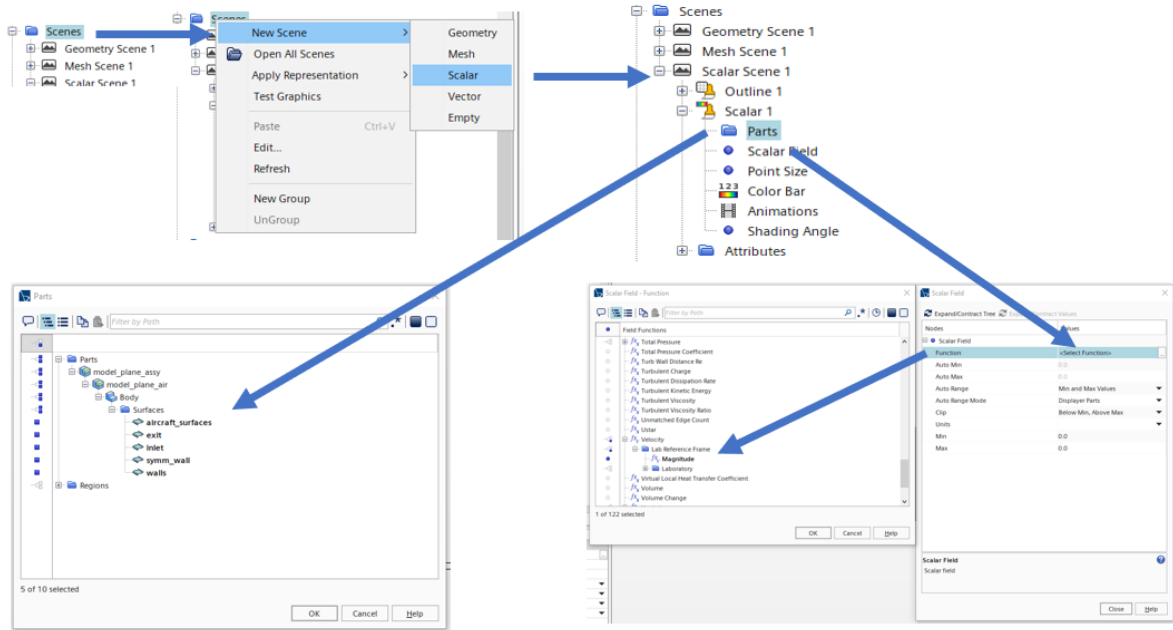 Scenes
Geometry Scene 1
Mesh Scene 1
Scalar Scene 1
Scenes
New Scene
Open All Scenes
Apply Representation
Test Graphics
Paste Ctrl+V
Edit...
Refresh
New Group
UnGroup
Geometry
Mesh
Scalar
Vector
Empty
Scenes
Geometry Scene 1
Mesh Scene 1
Scalar Scene 1
Outline 1
Scalar 1
Parts
Scalar Field
Point Size
123
Color Bar
Animations
Shading Angle
Attributes
Parts
Filter by Path
Parts
model_plane_assy
model_plane_air
Body
Surfaces
aircraft_surfaces
exit
inlet
symm_wall
walls
Regions
5 of 10 selected
OK Cancel Help
Scalar Field - Function
Filter by Path
Field Functions
Total Pressure
Total Pressure Coefficient
Turb Wall Distance Re
Turbulent Charge
Turbulent Dissipation Rate
Turbulent Kinetic Energy
Turbulent Viscosity
Turbulent Viscosity Ratio
Unmatched Edge Count
Ustar
Velocity
Lab Reference Frame
Magnitude
Laboratory
Virtual Local Heat Transfer Coefficient
Volume
Volume Change
1 of 122 selected
OK Cancel Help
Scalar Field
Expand/Contract Tree Values
Nodes Values
Scalar Field
Function <Select Function>
Auto Min 0.0
Auto Max 0.0
Auto Range Min and Max Values
Auto Range Mode Displayer Parts
Clip Below Min, Above Max
Units
Min 0.0
Max 0.0
Scalar Field
Scalar field
Close Help